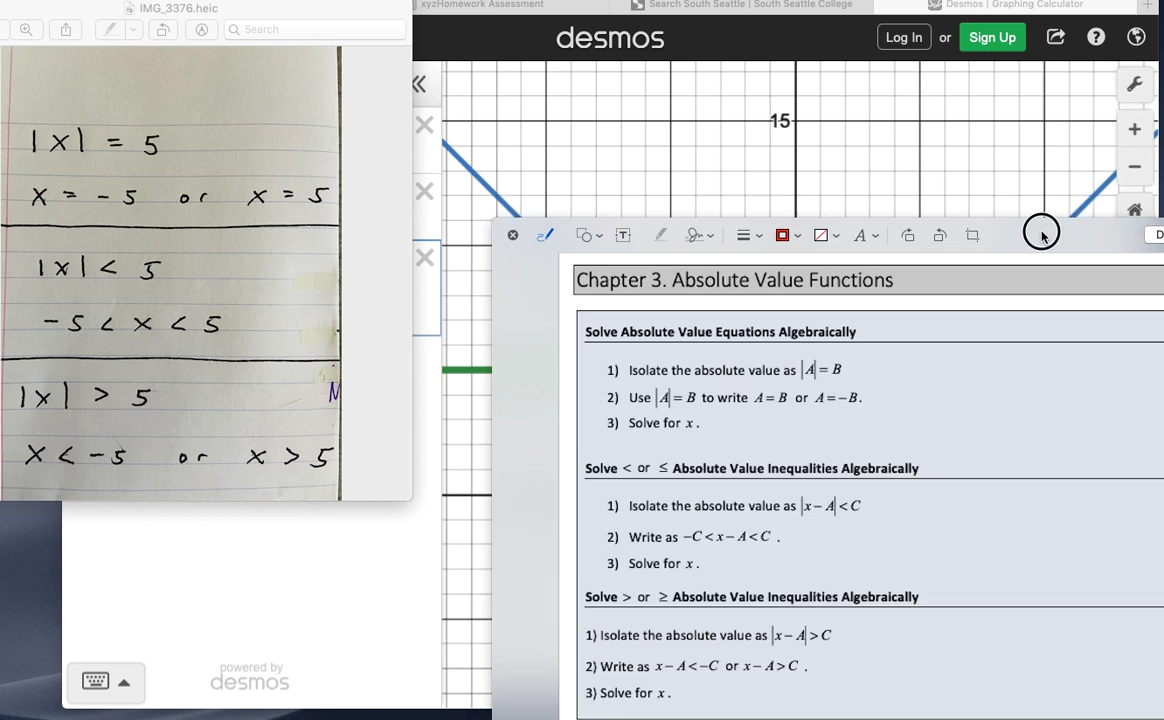 IMG_3376.heic
Search
|x| = 5
x = -5 or x = 5
|x| < 5
-5 < x < 5
|x| > 5
x < -5 or x > 5
xyzHomework Assessment
Search South Seattle | South Seattle College
Desmos | Graphing Calculator
desmos
Log In or Sign Up
15
powered by
desmos
Chapter 3. Absolute Value Functions
Solve Absolute Value Equations Algebraically
1) Isolate the absolute value as |A| = B
2) Use |A| = B to write A = B or A = −B.
3) Solve for x.
Solve < or ≤ Absolute Value Inequalities Algebraically
1) Isolate the absolute value as |x − A| < C
2) Write as −C < x − A < C .
3) Solve for x.
Solve > or ≥ Absolute Value Inequalities Algebraically
1) Isolate the absolute value as |x − A| > C
2) Write as x − A < −C or x − A > C .
3) Solve for x.